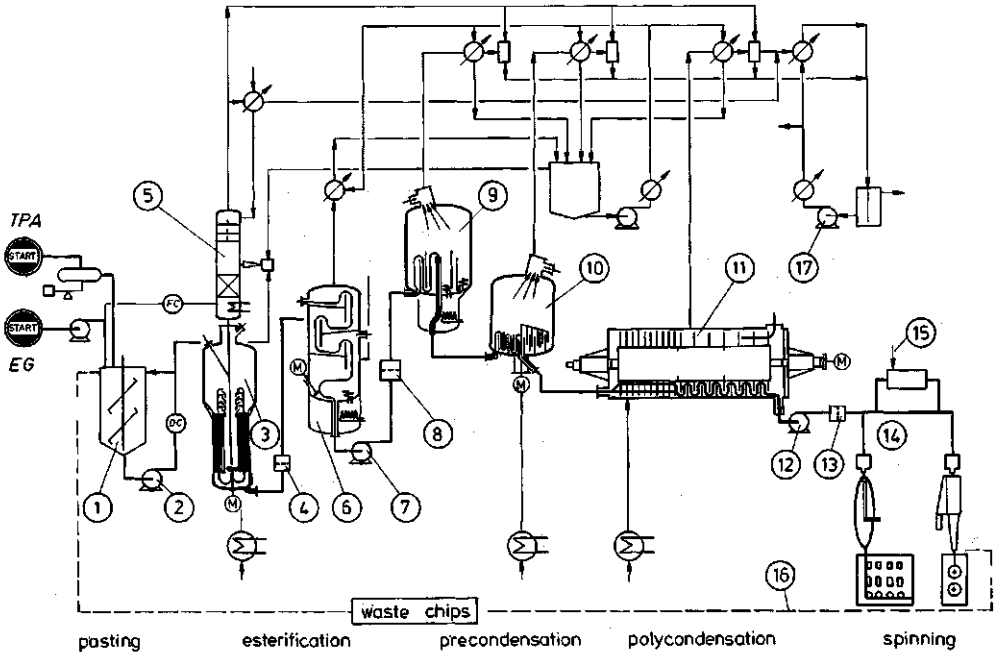 TPA
START
START
EG
FC
DC
M
M
M
M
M
1
2
3
4
5
6
7
8
9
10
11
12
13
14
15
16
17
waste chips
pasting
esterification
precondensation
polycondensation
spinning